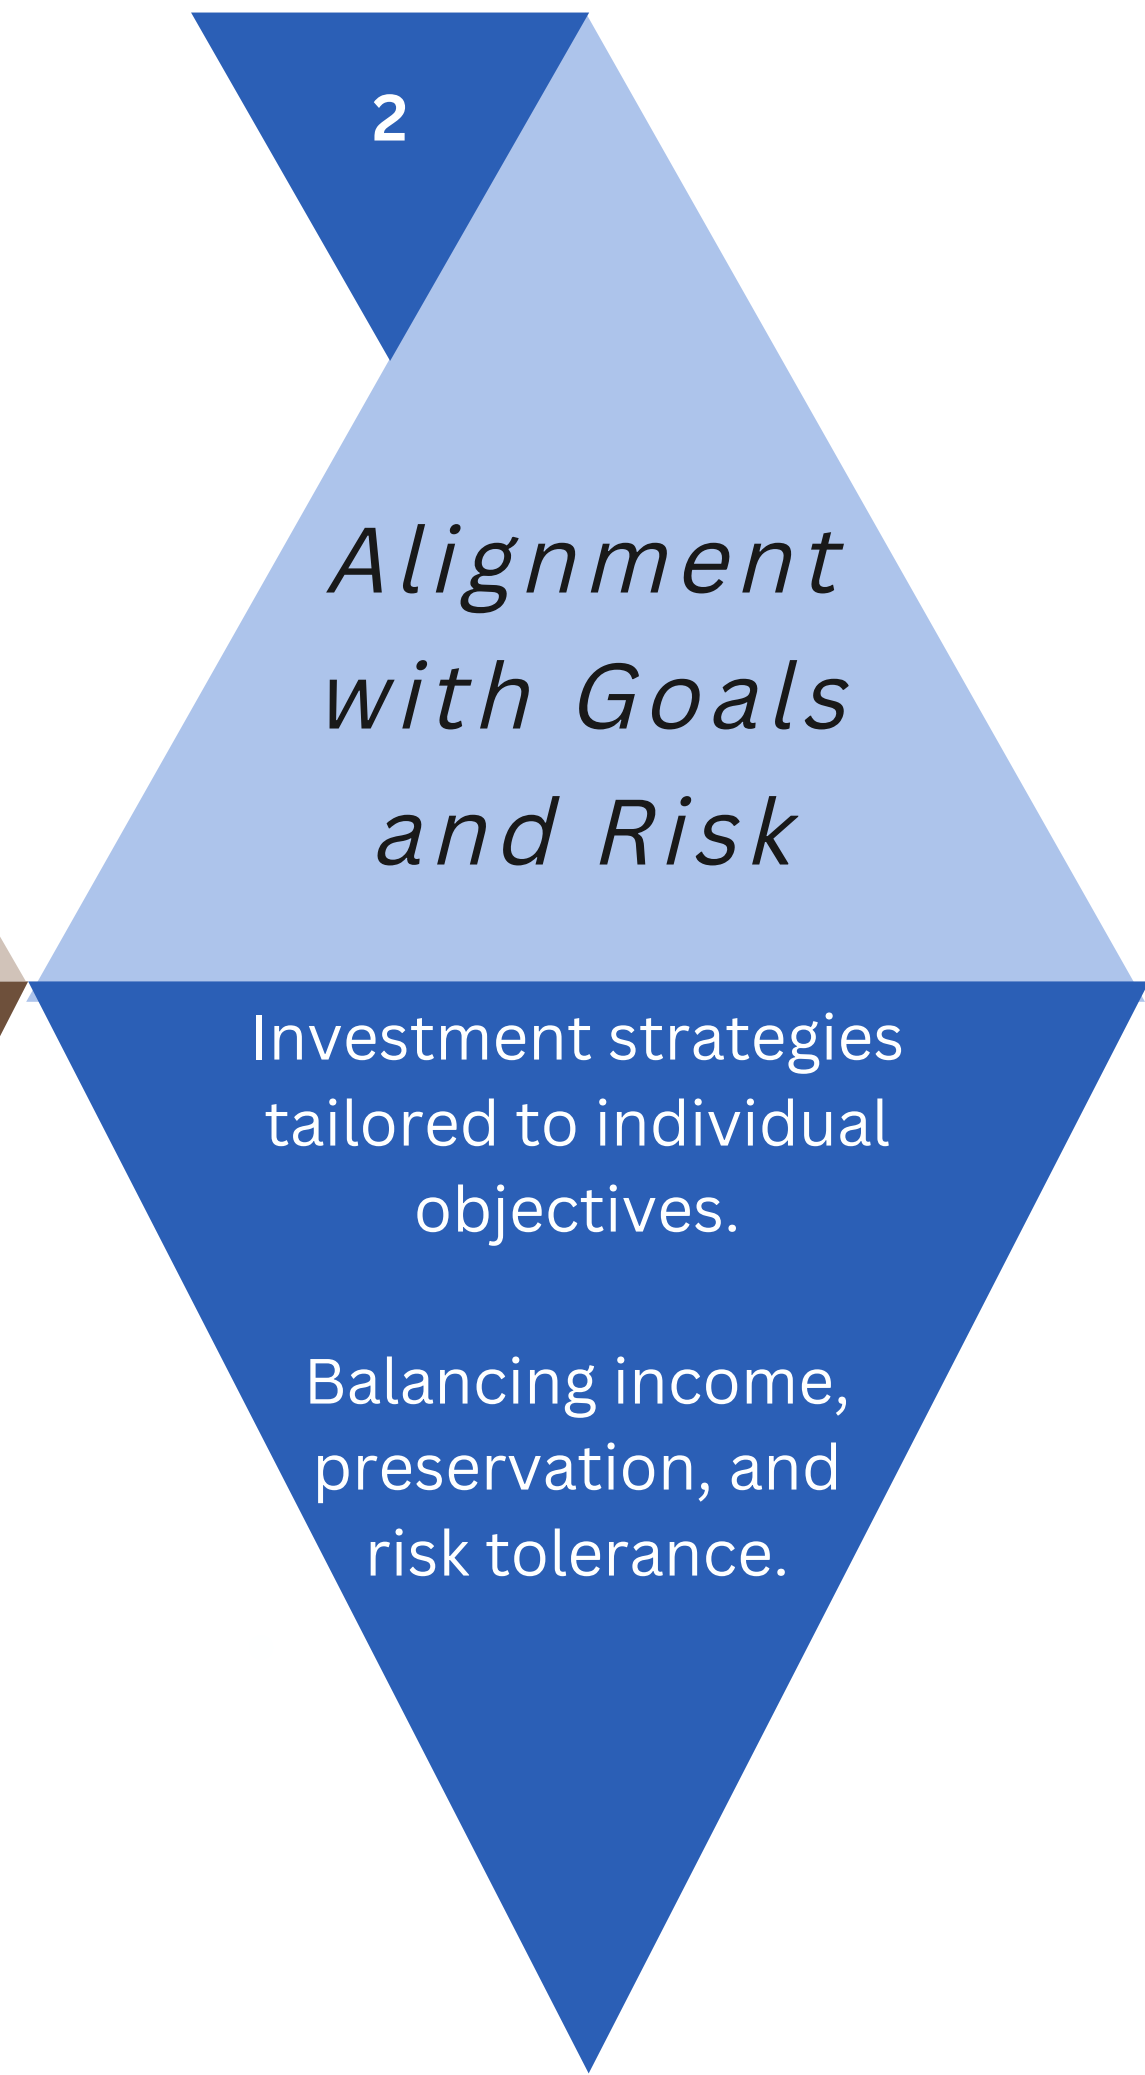 2
Alignment
with Goals
and Risk
Investment strategies
tailored to individual
objectives.
Balancing income,
preservation, and
risk tolerance.